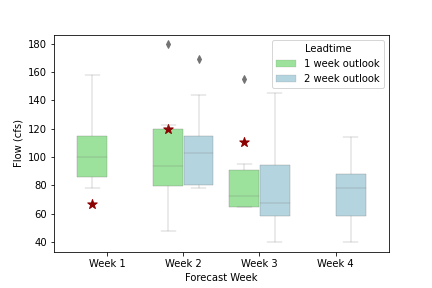 180
160
140
120
100
80
60
40
Flow (cfs)
Leadtime
1 week outlook
2 week outlook
Week 1
Week 2
Week 3
Week 4
Forecast Week